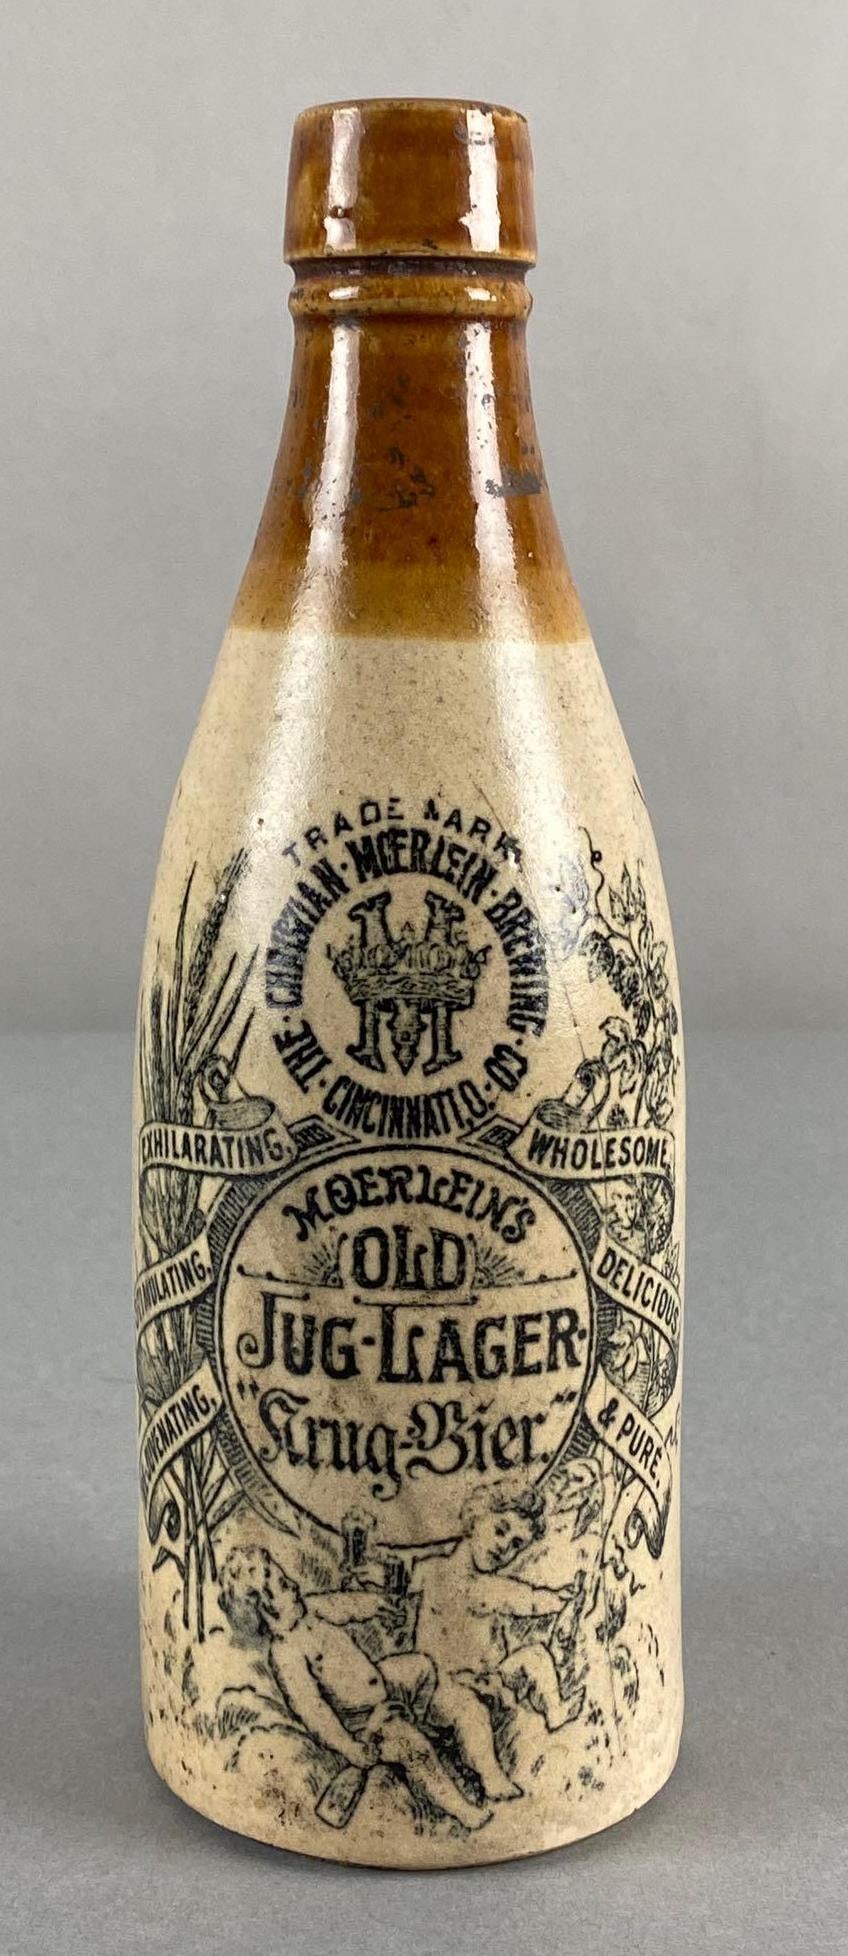 TRADE MARK
THE · CHRISTIAN · MOERLEIN · BREWING · CO ·
· CINCINNATI, O. ·
EXHILARATING,
WHOLESOME,
STIMULATING,
DELICIOUS
REJUVENATING,
& PURE.
MOERLEIN'S
OLD
JUG-LAGER-
"Krug-Bier."